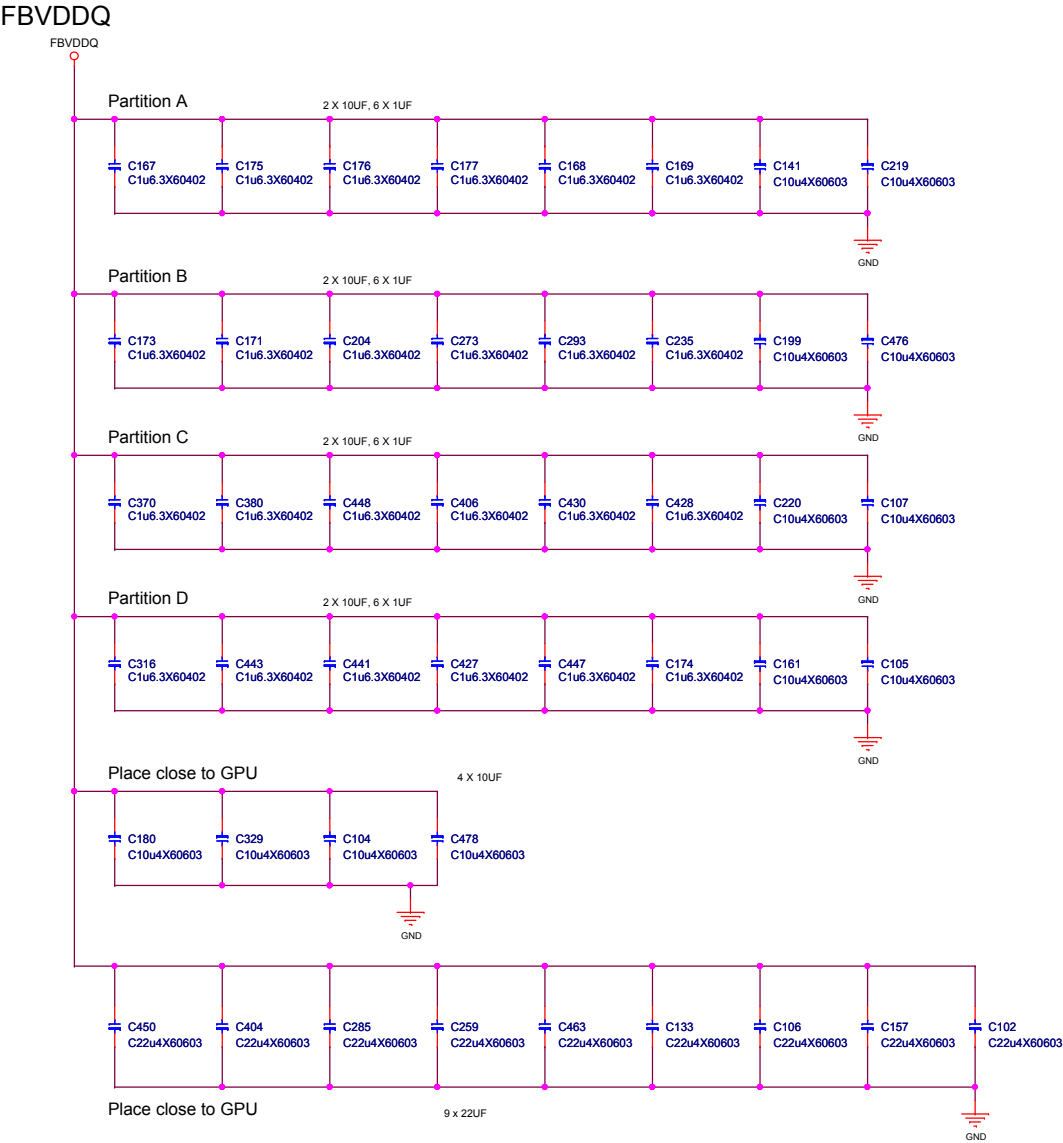 FBVDDQ
FBVDDQ
Partition A
2 X 10UF, 6 X 1UF
C167 C175 C176 C177 C168 C169 C141 C219
C1u6.3X60402 C1u6.3X60402 C1u6.3X60402 C1u6.3X60402 C1u6.3X60402 C1u6.3X60402 C10u4X60603 C10u4X60603
GND
Partition B
2 X 10UF, 6 X 1UF
C173 C171 C204 C273 C293 C235 C199 C476
C1u6.3X60402 C1u6.3X60402 C1u6.3X60402 C1u6.3X60402 C1u6.3X60402 C1u6.3X60402 C10u4X60603 C10u4X60603
GND
Partition C
2 X 10UF, 6 X 1UF
C370 C380 C448 C406 C430 C428 C220 C107
C1u6.3X60402 C1u6.3X60402 C1u6.3X60402 C1u6.3X60402 C1u6.3X60402 C1u6.3X60402 C10u4X60603 C10u4X60603
GND
Partition D
2 X 10UF, 6 X 1UF
C316 C443 C441 C427 C447 C174 C161 C105
C1u6.3X60402 C1u6.3X60402 C1u6.3X60402 C1u6.3X60402 C1u6.3X60402 C1u6.3X60402 C10u4X60603 C10u4X60603
GND
Place close to GPU
4 X 10UF
C180 C329 C104 C478
C10u4X60603 C10u4X60603 C10u4X60603 C10u4X60603
GND
C450 C404 C285 C259 C463 C133 C106 C157 C102
C22u4X60603 C22u4X60603 C22u4X60603 C22u4X60603 C22u4X60603 C22u4X60603 C22u4X60603 C22u4X60603 C22u4X60603
Place close to GPU
9 x 22UF
GND